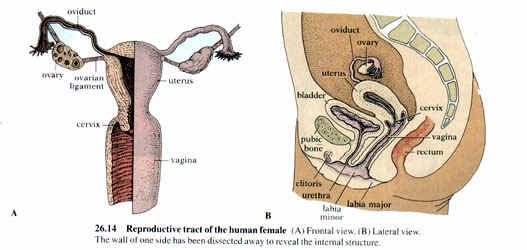 oviduct
ovary
ovarian
ligament
uterus
cervix
vagina
A
oviduct
ovary
uterus
bladder
cervix
pubic
bone
vagina
rectum
clitoris
urethra
labia major
labia
minor
B
26.14 Reproductive tract of the human female (A) Frontal view. (B) Lateral view.
The wall of one side has been dissected away to reveal the internal structure.